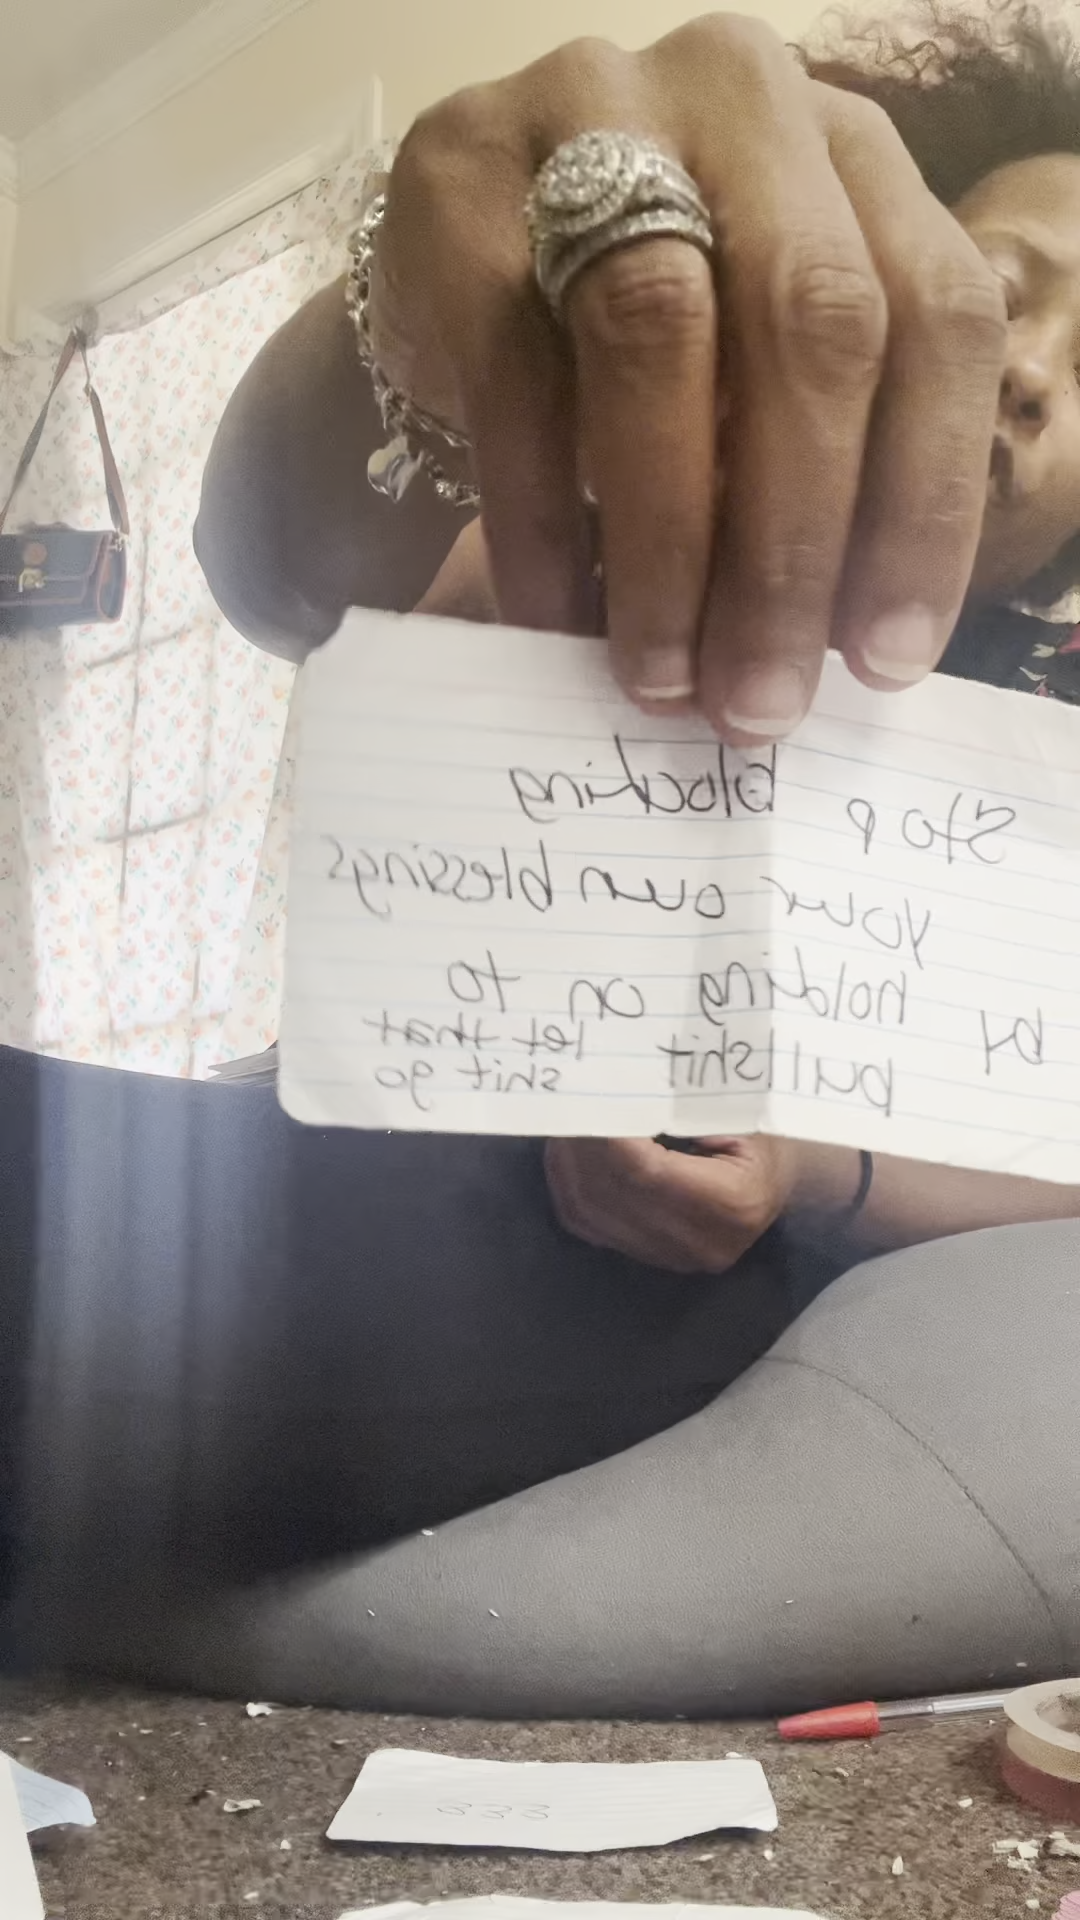 Stop blocking
your own blessings
by holding on to
bullshit let that
shit go
333